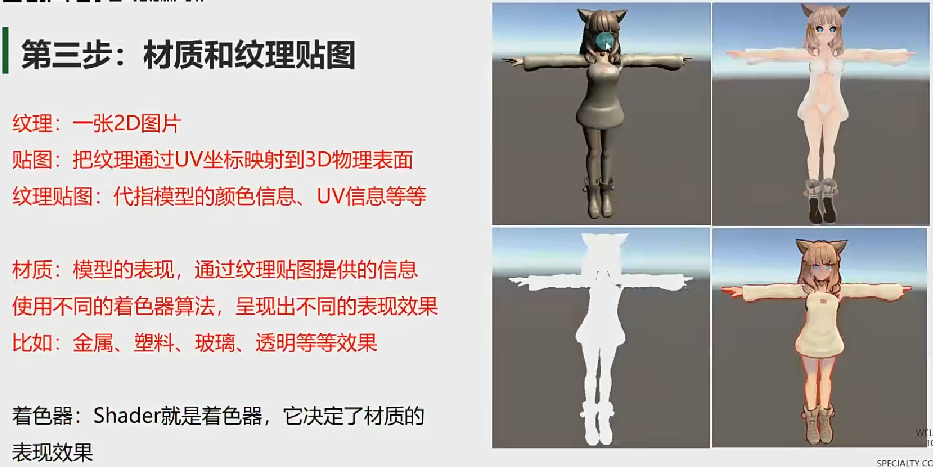 第三步：材质和纹理贴图
纹理：一张2D图片
贴图：把纹理通过UV坐标映射到3D物理表面
纹理贴图：代指模型的颜色信息、UV信息等等
材质：模型的表现，通过纹理贴图提供的信息
使用不同的着色器算法，呈现出不同的表现效果
比如：金属、塑料、玻璃、透明等等效果
着色器：Shader就是着色器，它决定了材质的
表现效果
SPECIALTY CO